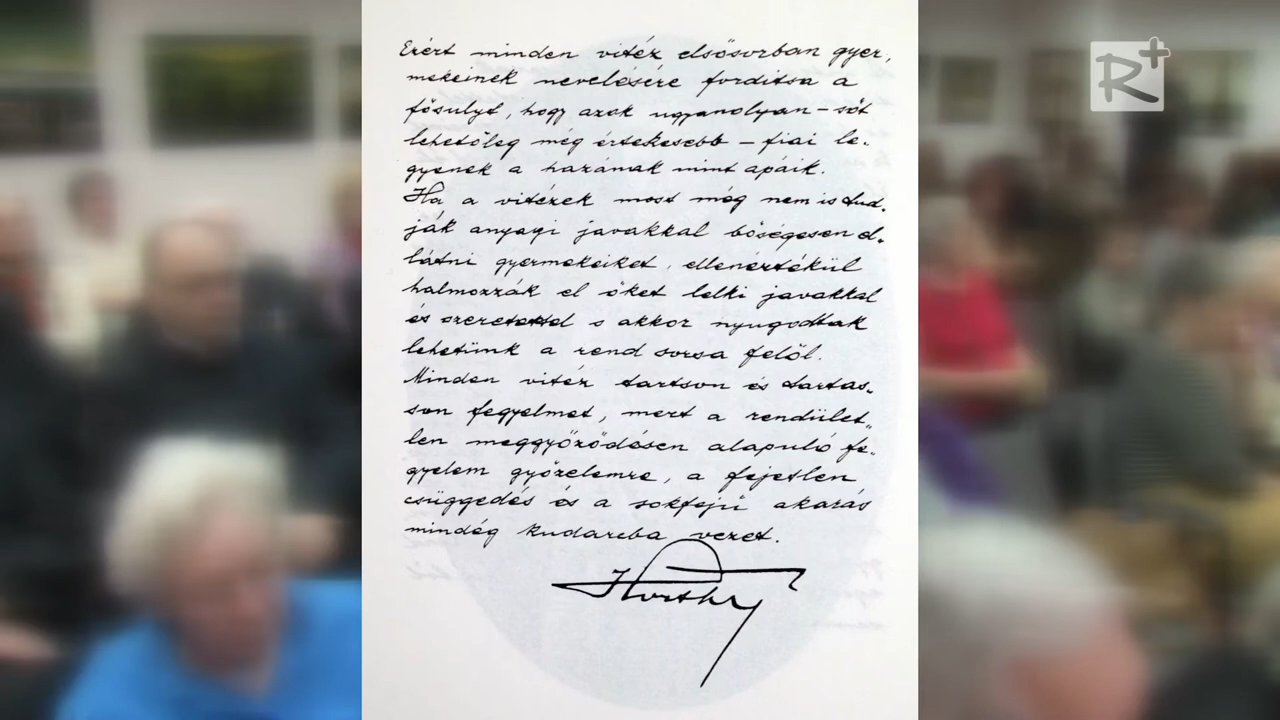 Ezért minden vitéz elsősorban gyer,
mekeinek nevelésére fordítsa a
fősulyt, hogy azok ugyanolyan – sőt
lehetőleg még értékesebb – fiai le,
gyenek a hazának mint apáik.
Ha a vitézek most még nem is tud,
ják anyagi javakkal bőségesen el,
látni gyermekeiket, ellenértékül
halmozzák el őket lelki javakkal
és szeretettel s akkor nyugodtak
lehetünk a rend sorsa felől.
Minden vitéz tartson és tartas,
son fegyelmet, mert a rendület,
len meggyőződésen alapuló fe,
gyelem győzelemre, a fejetlen
csüggedés és a sokfejű akarás
mindég kudarcba vezet.
Horthy
R+